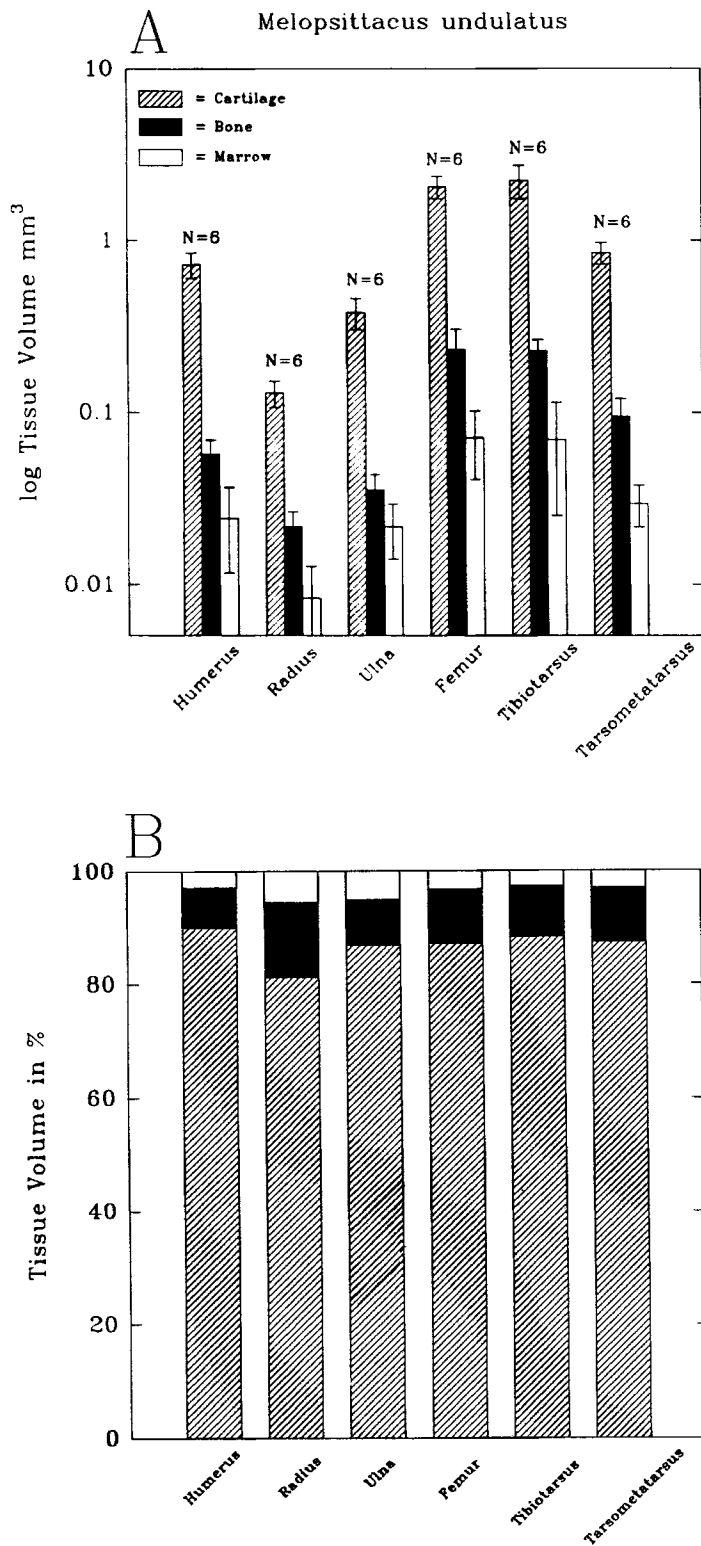 A
Melopsittacus undulatus
10
= Cartilage
= Bone
= Marrow
N=6
N=6
N=6
N=6
N=6
N=6
1
0.1
0.01
log Tissue Volume mm³
Humerus
Radius
Ulna
Femur
Tibiotarsus
Tarsometatarsus
B
100
80
60
40
20
0
Tissue Volume in %
Humerus
Radius
Ulna
Femur
Tibiotarsus
Tarsometatarsus